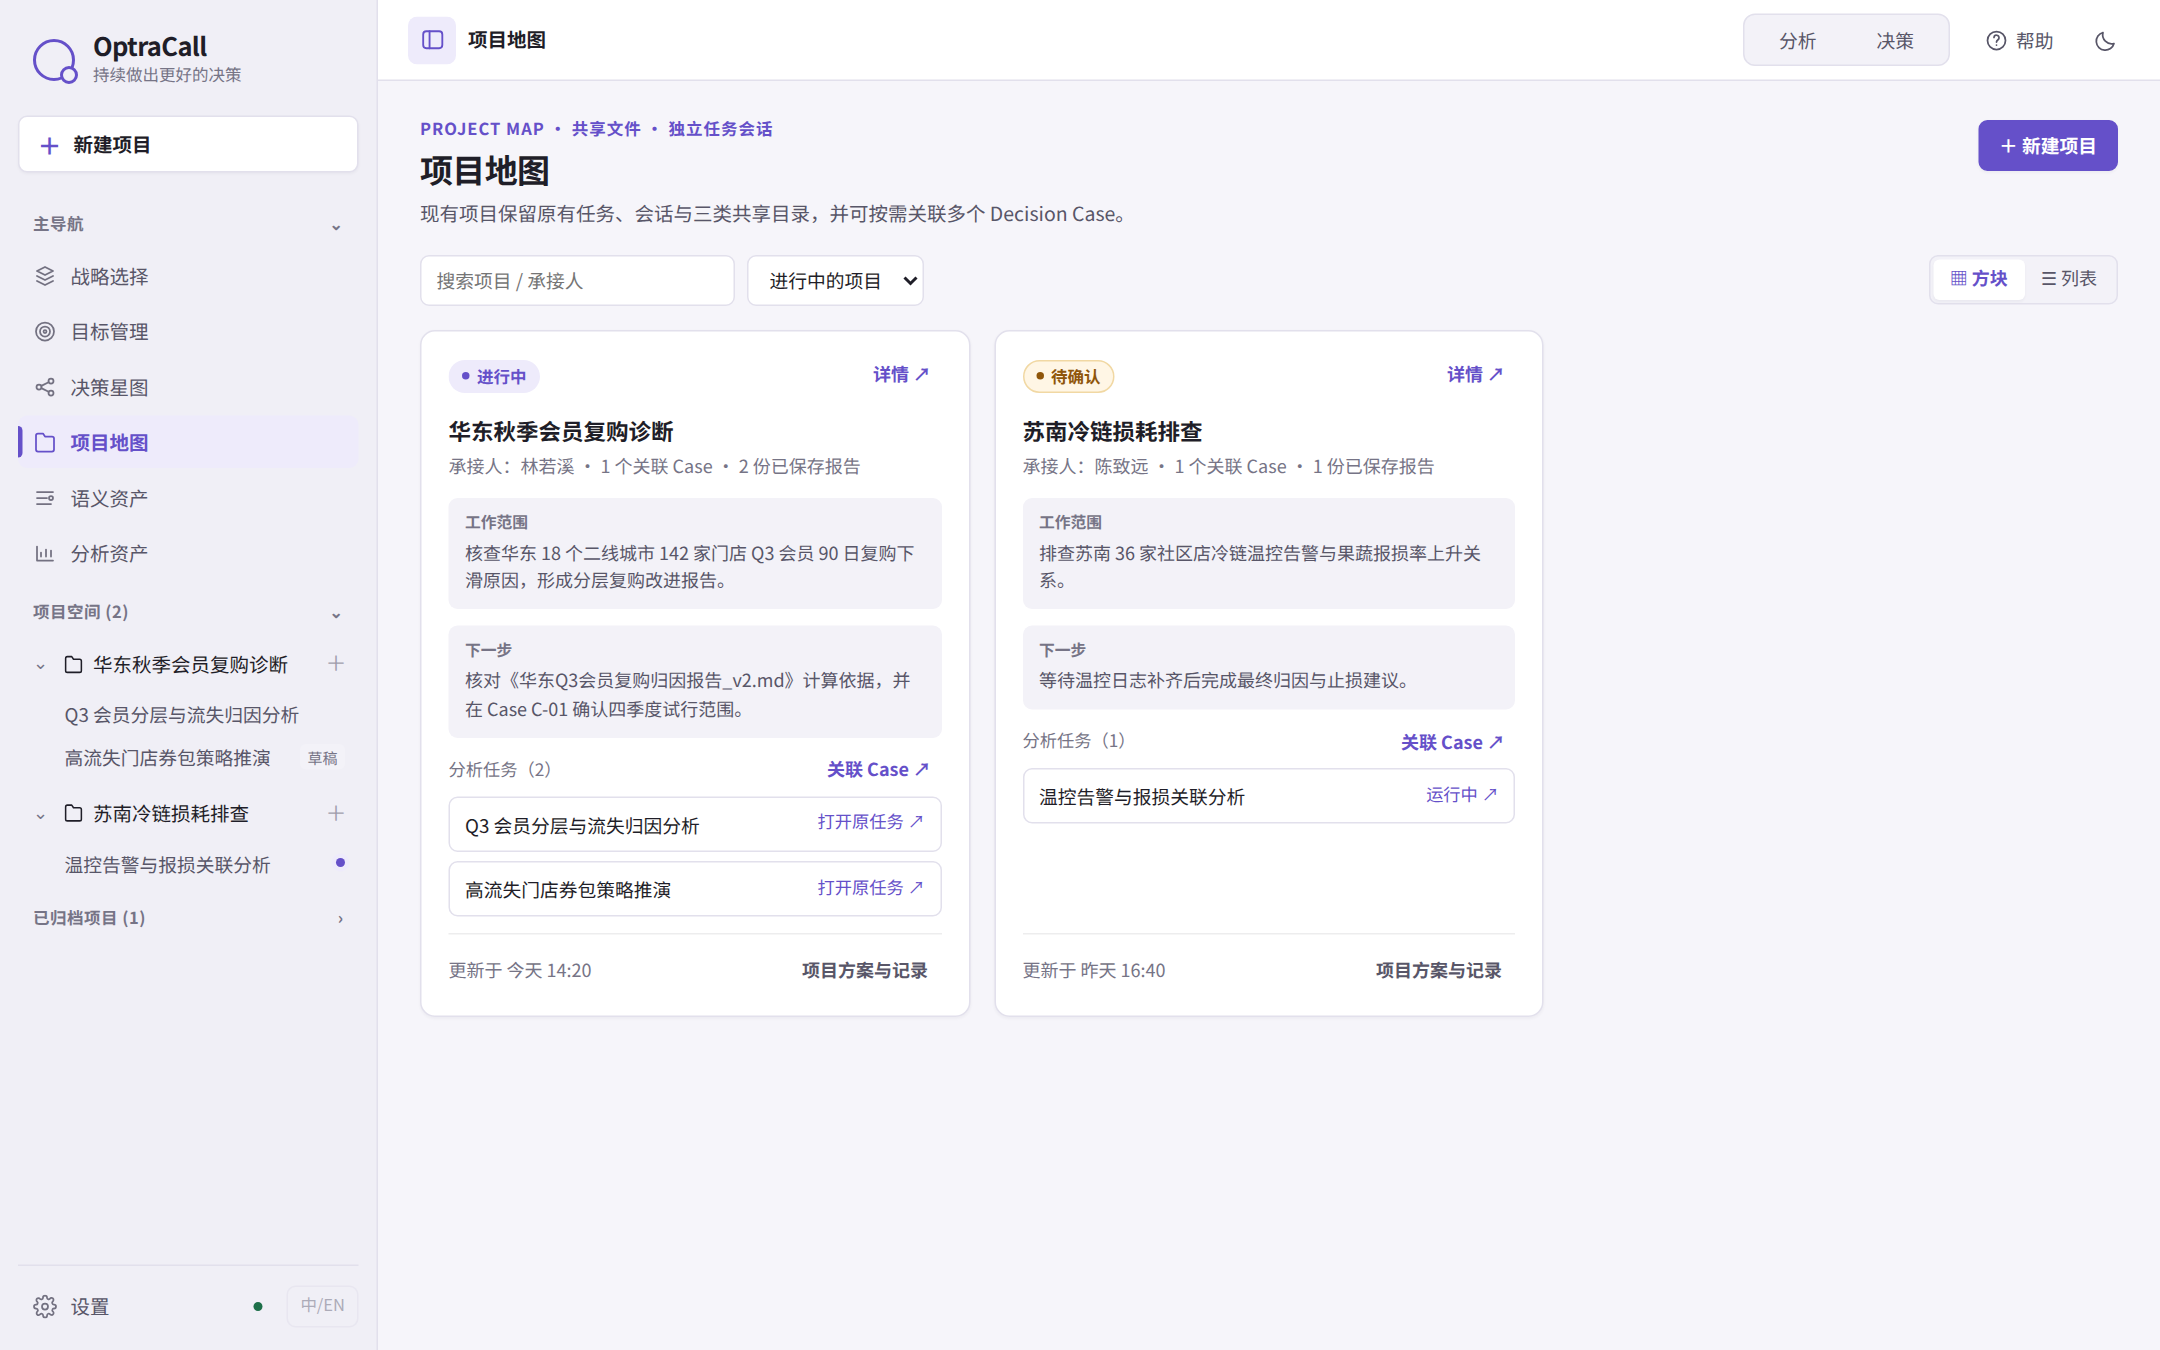 OptraCall
持续做出更好的决策
新建项目
主导航
战略选择
目标管理
决策星图
项目地图
语义资产
分析资产
项目空间 (2)
华东秋季会员复购诊断
Q3 会员分层与流失归因分析
高流失门店券包策略推演 草稿
苏南冷链损耗排查
温控告警与报损关联分析
已归档项目 (1)
设置 中/EN
项目地图
分析 决策 帮助
PROJECT MAP • 共享文件 • 独立任务会话
项目地图
现有项目保留原有任务、会话与三类共享目录，并可按需关联多个 Decision Case。
+ 新建项目
搜索项目 / 承接人
进行中的项目
▦ 方块 ☰ 列表
进行中 详情 ↗
华东秋季会员复购诊断
承接人：林若溪 • 1 个关联 Case • 2 份已保存报告
工作范围
核查华东 18 个二线城市 142 家门店 Q3 会员 90 日复购下
滑原因，形成分层复购改进报告。
下一步
核对《华东Q3会员复购归因报告_v2.md》计算依据，并
在 Case C-01 确认四季度试行范围。
分析任务（2） 关联 Case ↗
Q3 会员分层与流失归因分析 打开原任务 ↗
高流失门店券包策略推演 打开原任务 ↗
更新于 今天 14:20 项目方案与记录
待确认 详情 ↗
苏南冷链损耗排查
承接人：陈致远 • 1 个关联 Case • 1 份已保存报告
工作范围
排查苏南 36 家社区店冷链温控告警与果蔬报损率上升关
系。
下一步
等待温控日志补齐后完成最终归因与止损建议。
分析任务（1） 关联 Case ↗
温控告警与报损关联分析 运行中 ↗
更新于 昨天 16:40 项目方案与记录